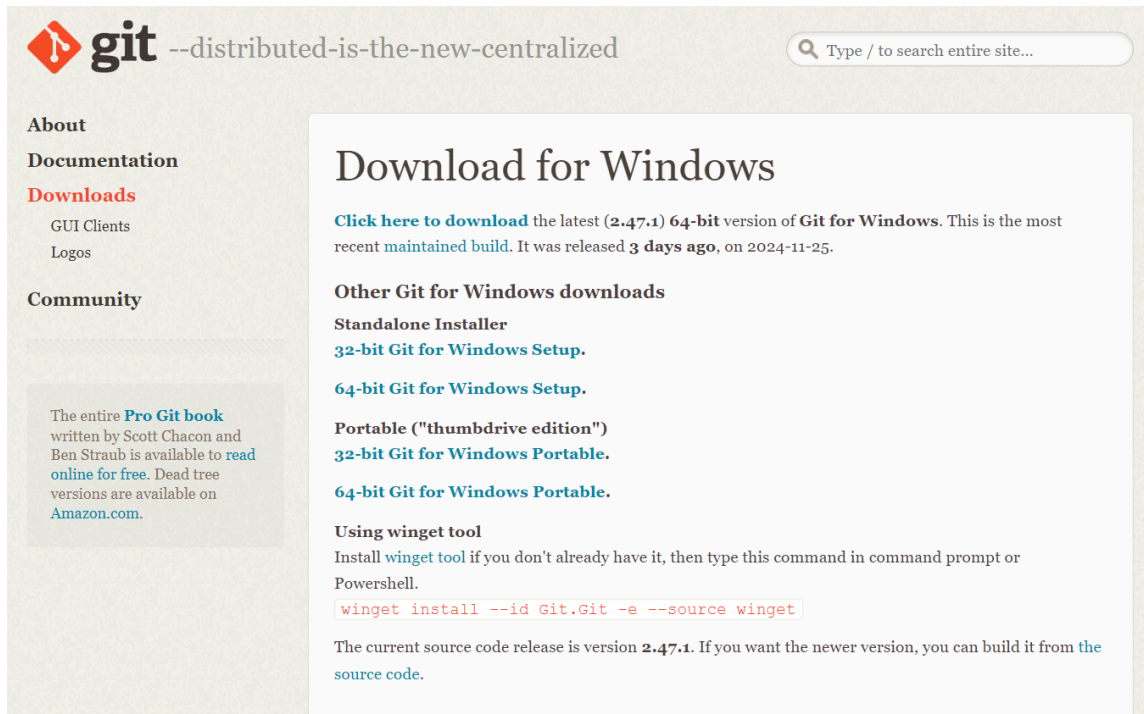 git --distributed-is-the-new-centralized
Type / to search entire site...
About
Documentation
Downloads
GUI Clients
Logos
Community
The entire Pro Git book
written by Scott Chacon and
Ben Straub is available to read
online for free. Dead tree
versions are available on
Amazon.com.
Download for Windows
Click here to download the latest (2.47.1) 64-bit version of Git for Windows. This is the most
recent maintained build. It was released 3 days ago, on 2024-11-25.
Other Git for Windows downloads
Standalone Installer
32-bit Git for Windows Setup.
64-bit Git for Windows Setup.
Portable ("thumbdrive edition")
32-bit Git for Windows Portable.
64-bit Git for Windows Portable.
Using winget tool
Install winget tool if you don't already have it, then type this command in command prompt or
Powershell.
winget install --id Git.Git -e --source winget
The current source code release is version 2.47.1. If you want the newer version, you can build it from the
source code.